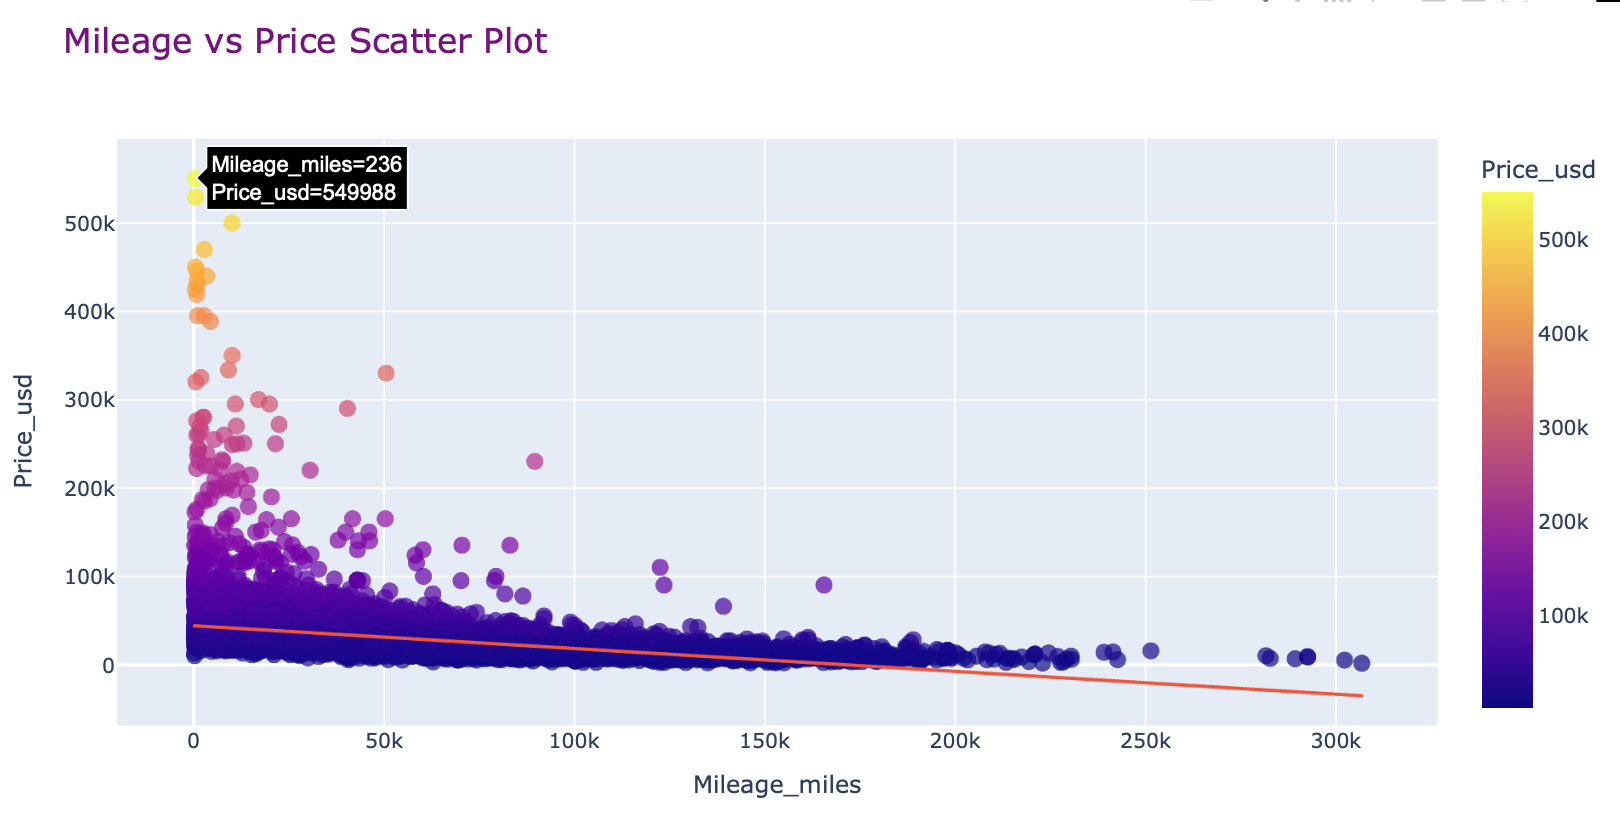 Mileage vs Price Scatter Plot
Mileage_miles=236
Price_usd=549988
Price_usd
500k
400k
300k
200k
100k
0
Price_usd
500k
400k
300k
200k
100k
0
50k
100k
150k
200k
250k
300k
Mileage_miles